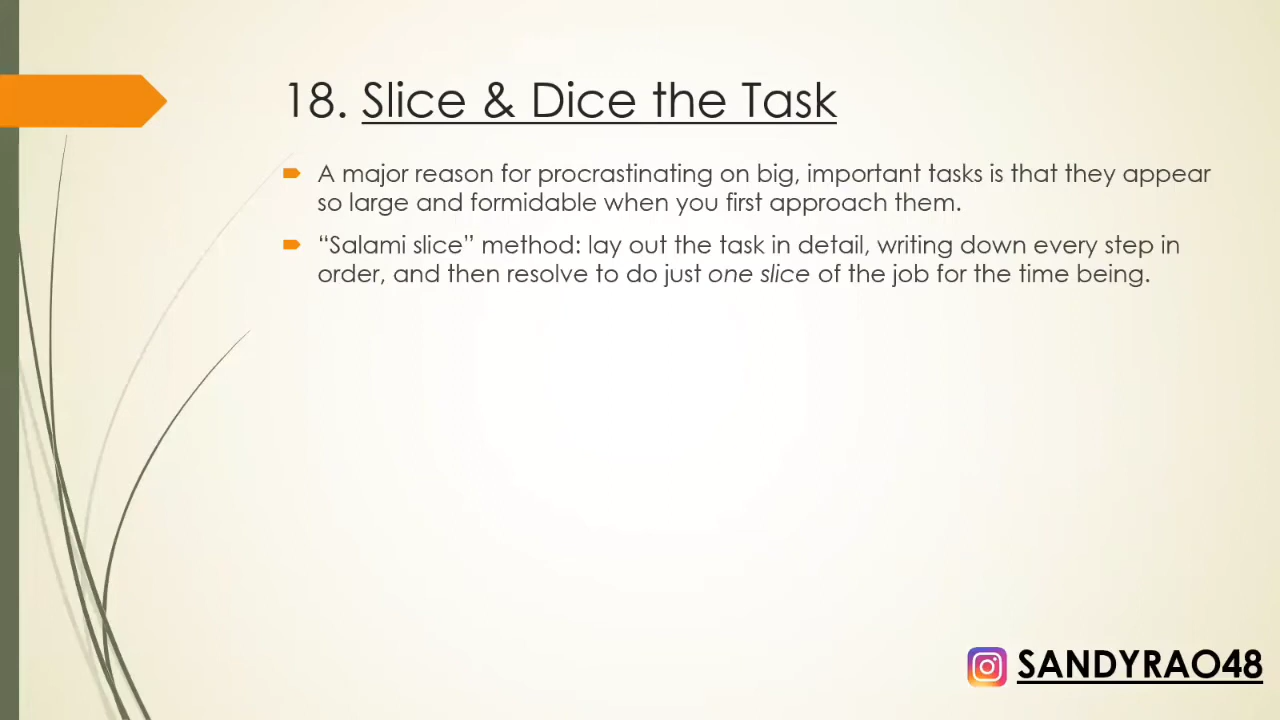 18. Slice & Dice the Task
A major reason for procrastinating on big, important tasks is that they appear
so large and formidable when you first approach them.
“Salami slice” method: lay out the task in detail, writing down every step in
order, and then resolve to do just one slice of the job for the time being.
SANDYRAO48